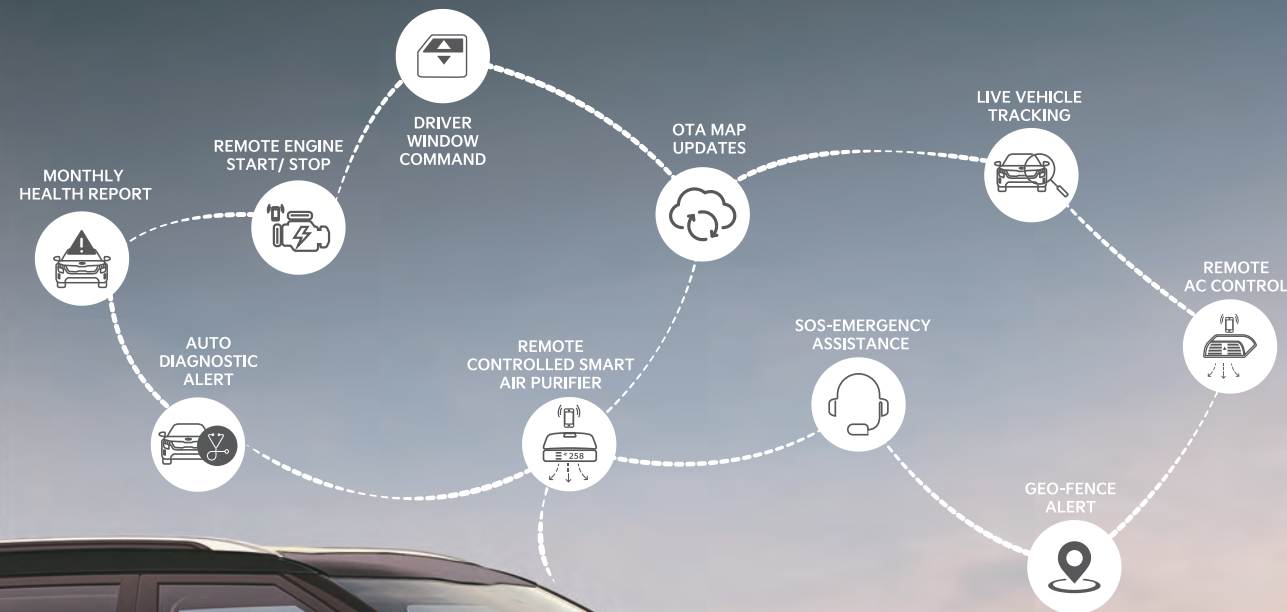 DRIVER
WINDOW
COMMAND
LIVE VEHICLE
TRACKING
OTA MAP
UPDATES
REMOTE ENGINE
START/ STOP
MONTHLY
HEALTH REPORT
REMOTE
AC CONTROL
SOS-EMERGENCY
ASSISTANCE
AUTO
DIAGNOSTIC
ALERT
REMOTE
CONTROLLED SMART
AIR PURIFIER
258
GEO-FENCE
ALERT